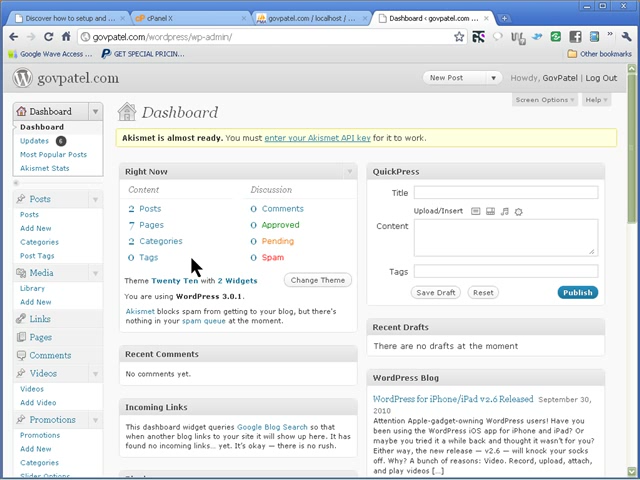 Discover how to setup and ...
cPanel X
govpatel.com / localhost / ...
Dashboard ‹ govpatel.com ...
govpatel.com/wordpress/wp-admin/
Google Wave Access ...
GET SPECIAL PRICIN...
Other bookmarks
govpatel.com
New Post
Howdy, GovPatel | Log Out
Screen Options
Help
Dashboard
Dashboard
Updates 6
Most Popular Posts
Akismet Stats
Posts
Posts
Add New
Categories
Post Tags
Media
Library
Add New
Links
Pages
Comments
Videos
Videos
Add Video
Promotions
Promotions
Add New
Categories
Slider Options
Dashboard
Akismet is almost ready. You must enter your Akismet API key for it to work.
Right Now
Content
Discussion
2 Posts
0 Comments
7 Pages
0 Approved
2 Categories
0 Pending
0 Tags
0 Spam
Theme Twenty Ten with 2 Widgets
Change Theme
You are using WordPress 3.0.1.
Akismet blocks spam from getting to your blog, but there's
nothing in your spam queue at the moment.
Recent Comments
No comments yet.
Incoming Links
This dashboard widget queries Google Blog Search so that
when another blog links to your site it will show up here. It has
found no incoming links... yet. It's okay — there is no rush.
QuickPress
Title
Upload/Insert
Content
Tags
Save Draft
Reset
Publish
Recent Drafts
There are no drafts at the moment
WordPress Blog
WordPress for iPhone/iPad v2.6 Released September 30,
2010
Attention Apple-gadget-owning WordPress users! Have you
been using the WordPress iOS app for iPhone and iPad? Or
maybe you tried it a while back and thought it wasn't for you?
Either way, the new release — v2.6 — will knock your socks
off. Why? A bunch of reasons: Video. Record, upload, attach,
and play videos [...]